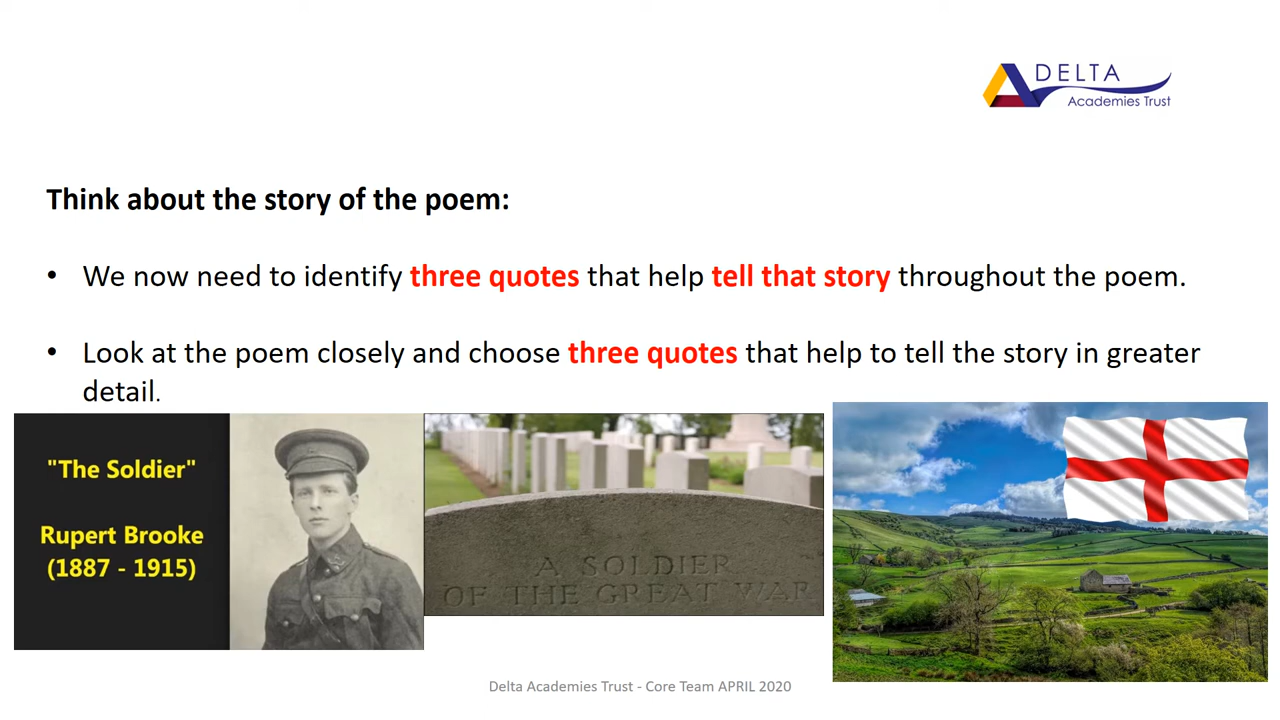 DELTA
Academies Trust
Think about the story of the poem:
• We now need to identify three quotes that help tell that story throughout the poem.
• Look at the poem closely and choose three quotes that help to tell the story in greater
detail.
"The Soldier"
Rupert Brooke
(1887 - 1915)
A SOLDIER
OF THE GREAT WAR
Delta Academies Trust - Core Team APRIL 2020